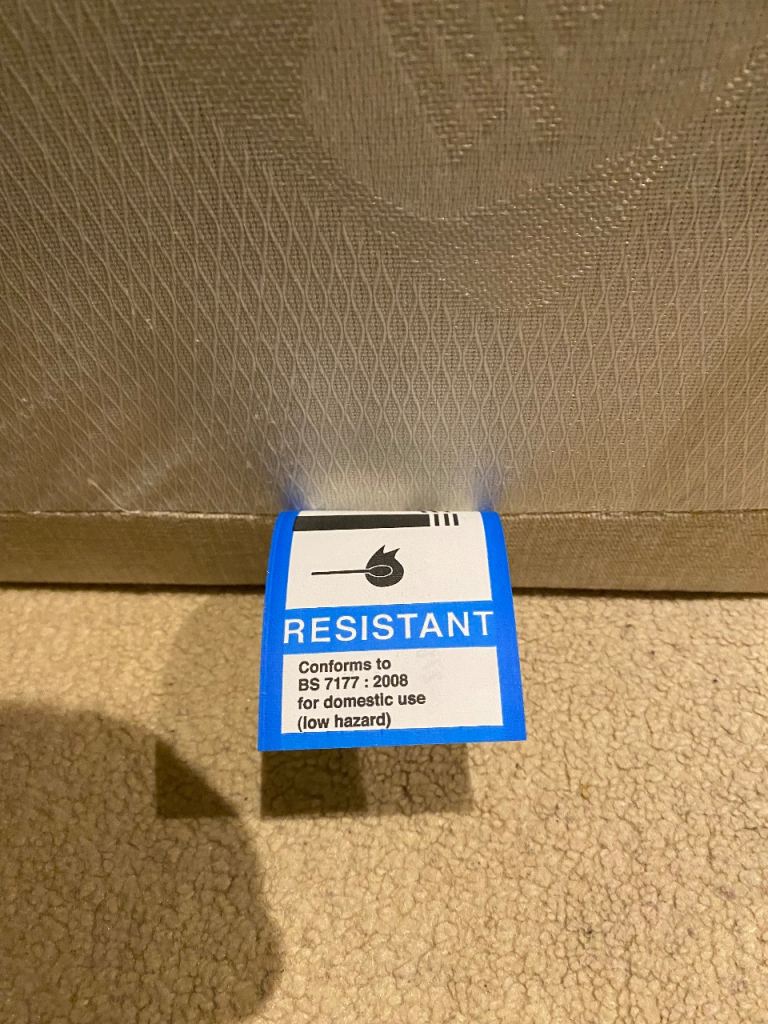 RESISTANT
Conforms to
BS 7177 : 2008
for domestic use
(low hazard)